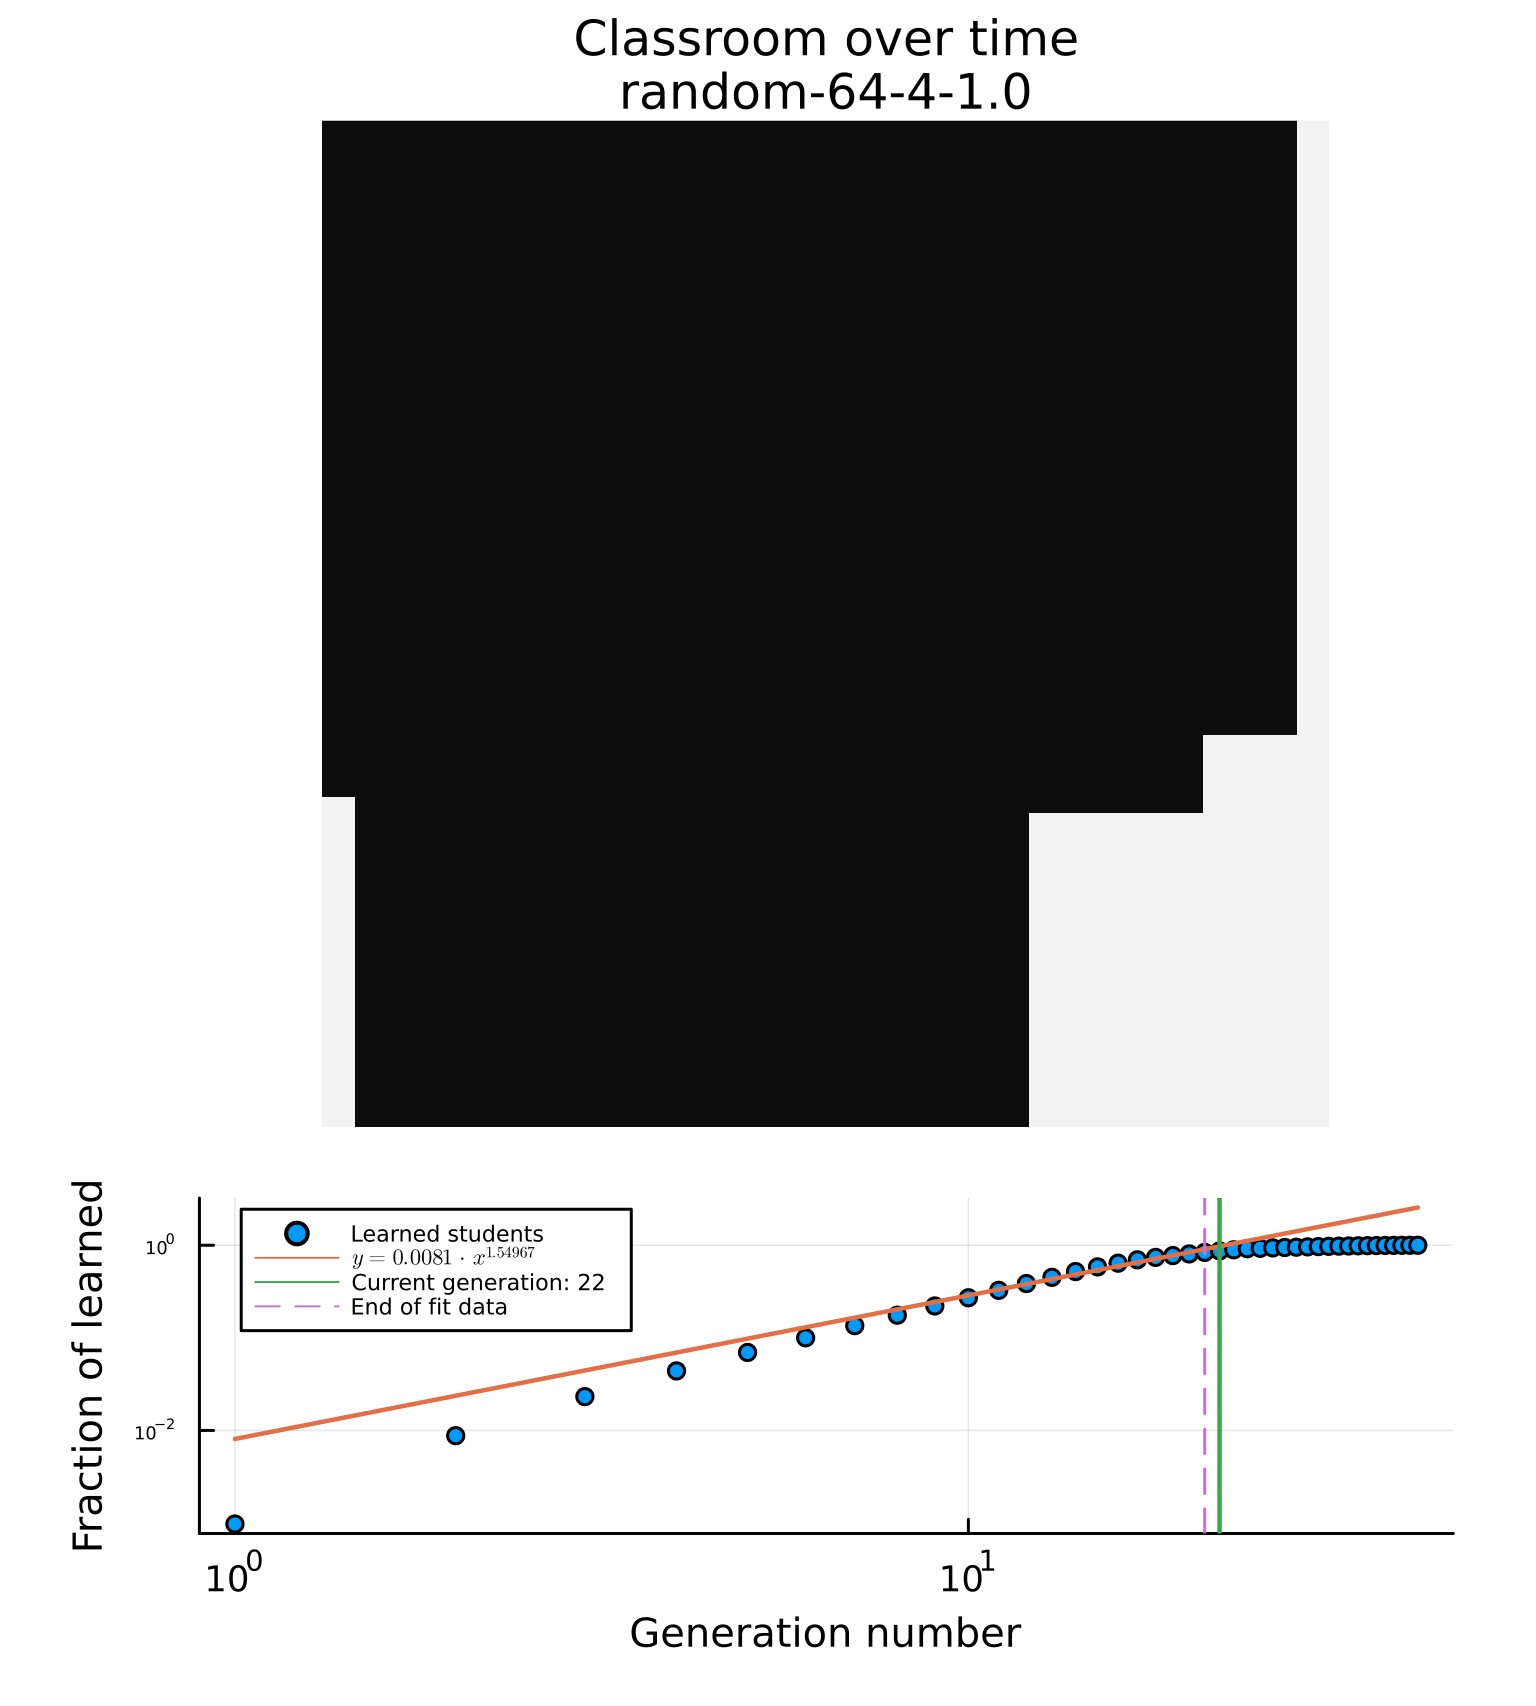 Classroom over time
random-64-4-1.0
Fraction of learned
10^0
10^-2
Learned students
y = 0.0081 · x^1.54967
Current generation: 22
End of fit data
10^0
10^1
Generation number